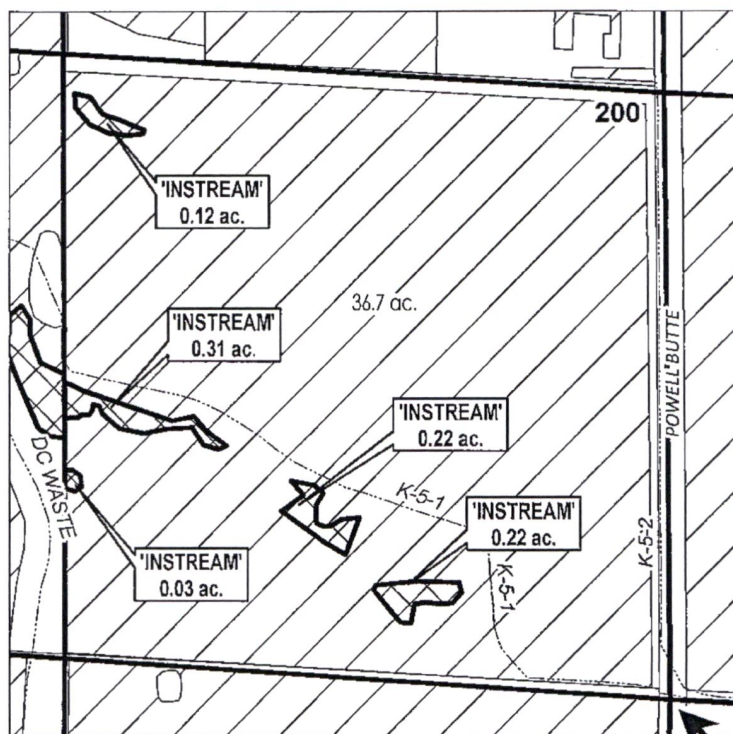 200
'INSTREAM'
0.12 ac.
36.7 ac.
'INSTREAM'
0.31 ac.
POWELL BUTTE
'INSTREAM'
0.22 ac.
K-5-1
DC WASTE
'INSTREAM'
0.22 ac.
K-5-2
'INSTREAM'
0.03 ac.
K-5-1